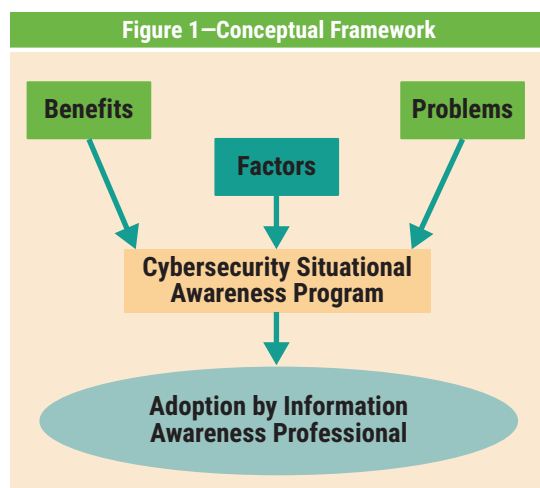 Figure 1—Conceptual Framework
Benefits
Problems
Factors
Cybersecurity Situational
Awareness Program
Adoption by Information
Awareness Professional